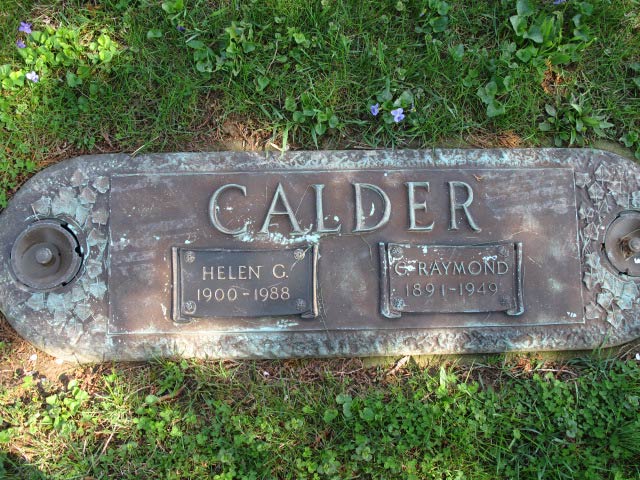 CALDER
HELEN G.
1900-1988
G. RAYMOND
1891-1949